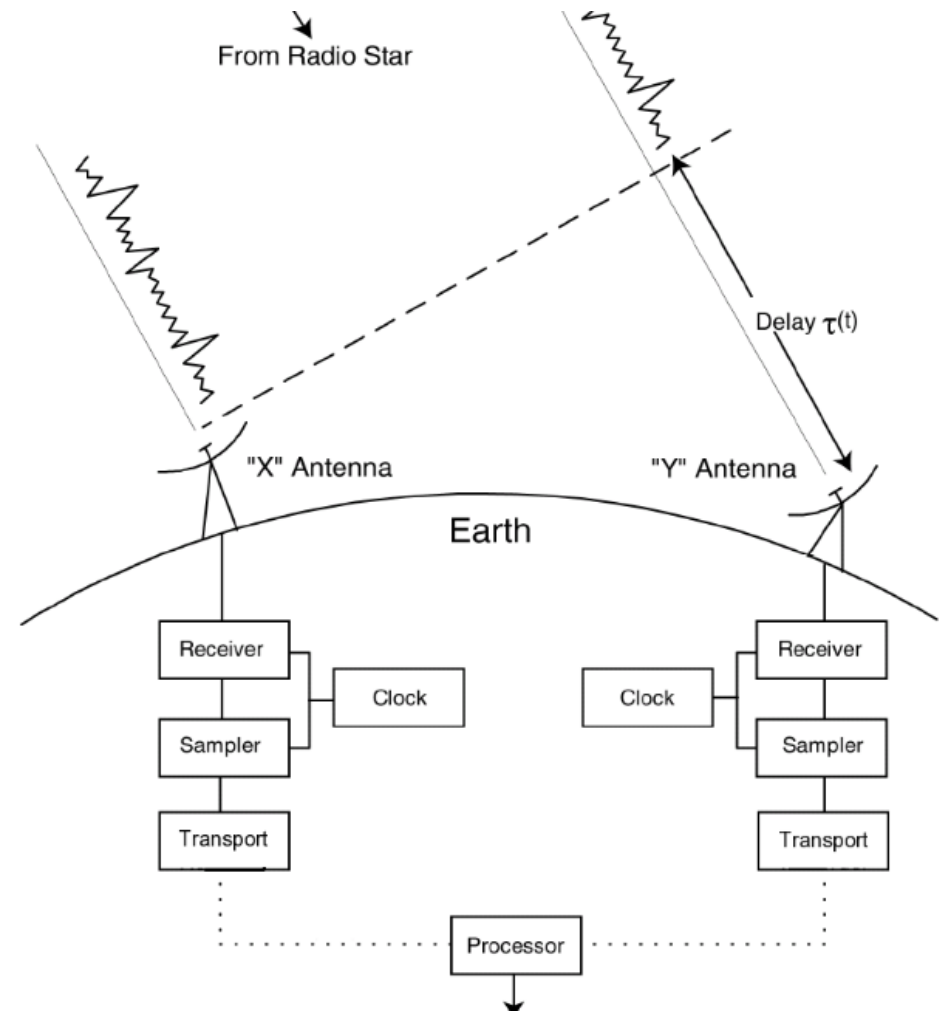 From Radio Star
Delay τ(t)
"X" Antenna
"Y" Antenna
Earth
Receiver
Receiver
Clock
Clock
Sampler
Sampler
Transport
Transport
Processor